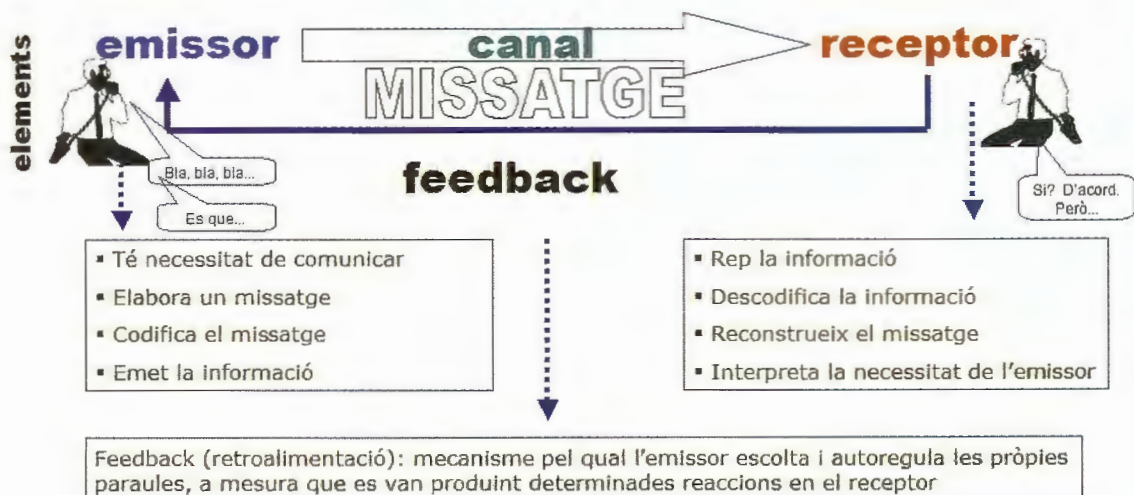 elements
emissor
canal
receptor
MISSATGE
Bla, bla, bla...
Es que...
feedback
Si? D'acord.
Però...
▪ Té necessitat de comunicar
▪ Elabora un missatge
▪ Codifica el missatge
▪ Emet la informació
▪ Rep la informació
▪ Descodifica la informació
▪ Reconstrueix el missatge
▪ Interpreta la necessitat de l'emissor
Feedback (retroalimentació): mecanisme pel qual l'emissor escolta i autoregula les pròpies
paraules, a mesura que es van produint determinades reaccions en el receptor